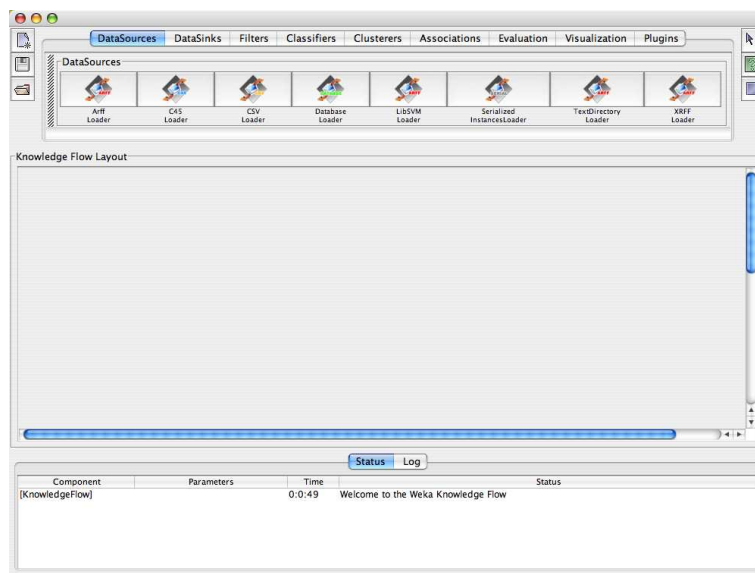 DataSources DataSinks Filters Classifiers Clusterers Associations Evaluation Visualization Plugins
DataSources
Arff
Loader
C45
Loader
CSV
Loader
Database
Loader
LibSVM
Loader
Serialized
InstancesLoader
TextDirectory
Loader
XRFF
Loader
Knowledge Flow Layout
Status Log
Component Parameters Time Status
[KnowledgeFlow] 0:0:49 Welcome to the Weka Knowledge Flow